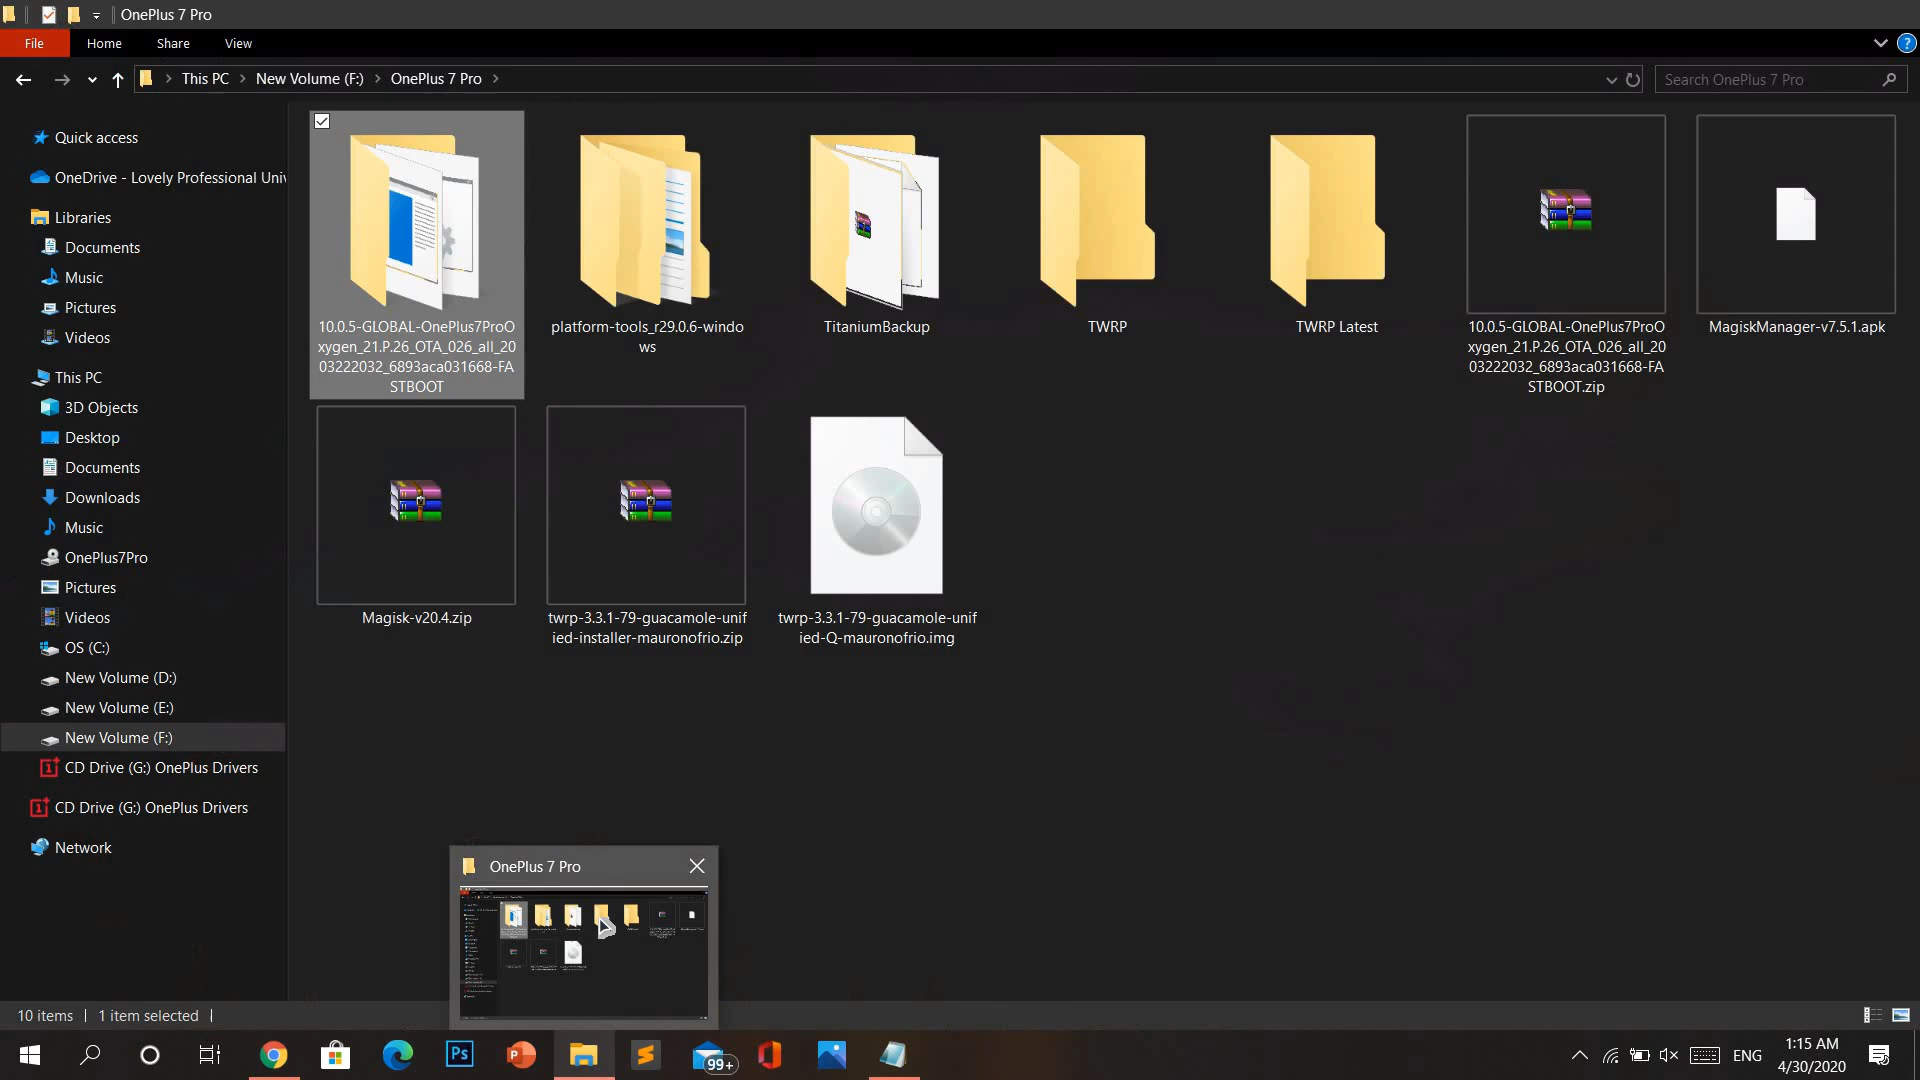 OnePlus 7 Pro
File
Home
Share
View
This PC
New Volume (F:)
OnePlus 7 Pro
Search OnePlus 7 Pro
Quick access
OneDrive - Lovely Professional Univ
Libraries
Documents
Music
Pictures
Videos
This PC
3D Objects
Desktop
Documents
Downloads
Music
OnePlus7Pro
Pictures
Videos
OS (C:)
New Volume (D:)
New Volume (E:)
New Volume (F:)
CD Drive (G:) OnePlus Drivers
CD Drive (G:) OnePlus Drivers
Network
10.0.5-GLOBAL-OnePlus7ProO
xygen_21.P.26_OTA_026_all_20
03222032_6893aca031668-FA
STBOOT
platform-tools_r29.0.6-windo
ws
TitaniumBackup
TWRP
TWRP Latest
10.0.5-GLOBAL-OnePlus7ProO
xygen_21.P.26_OTA_026_all_20
03222032_6893aca031668-FA
STBOOT.zip
MagiskManager-v7.5.1.apk
Magisk-v20.4.zip
twrp-3.3.1-79-guacamole-unif
ied-installer-mauronofrio.zip
twrp-3.3.1-79-guacamole-unif
ied-Q-mauronofrio.img
OnePlus 7 Pro
10 items
1 item selected
Ps
99+
ENG
1:15 AM
4/30/2020